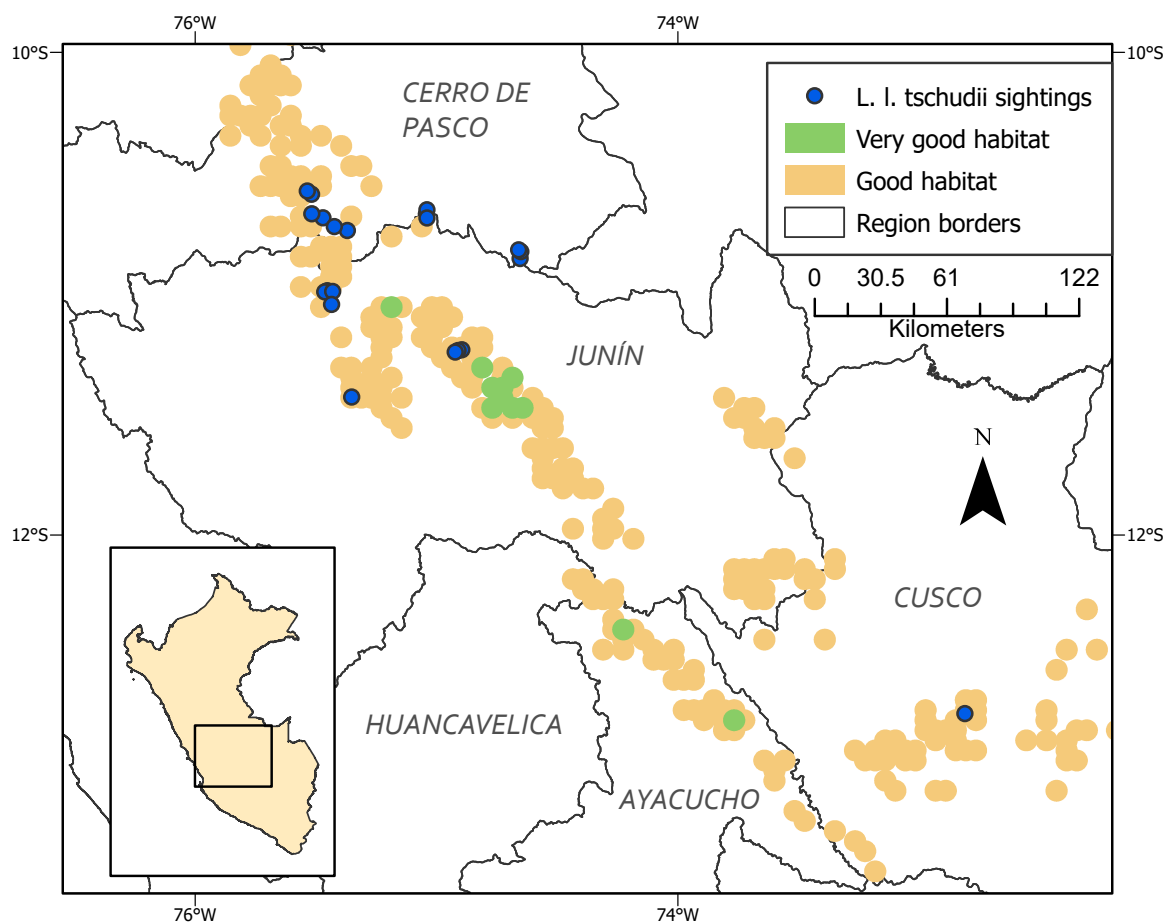 76°W
74°W
10°S
10°S
CERRO DE
PASCO
L. l. tschudii sightings
Very good habitat
Good habitat
Region borders
0 30.5 61 122
Kilometers
JUNÍN
N
12°S
12°S
CUSCO
HUANCAVELICA
AYACUCHO
76°W
74°W